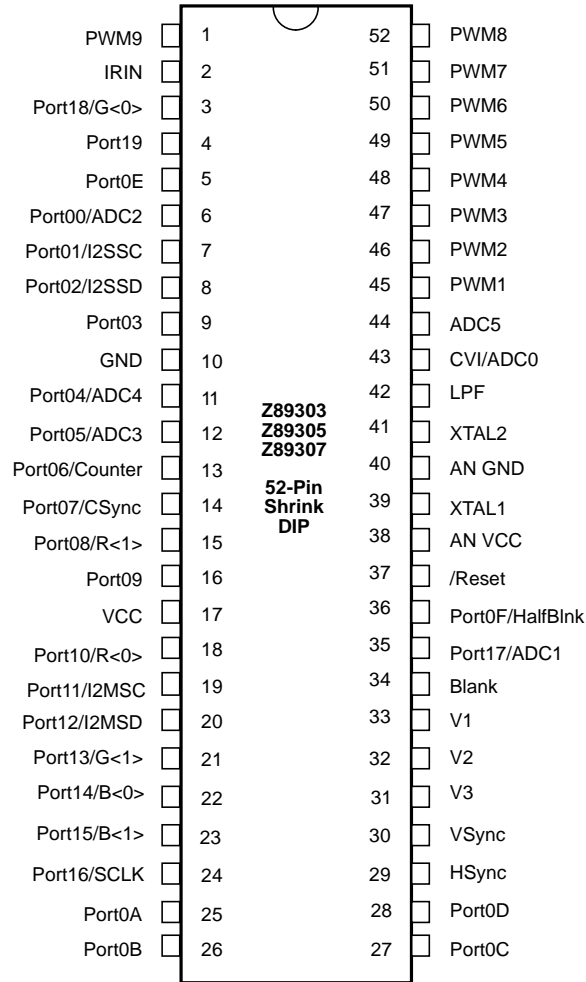 PWM9 1 52 PWM8
IRIN 2 51 PWM7
Port18/G<0> 3 50 PWM6
Port19 4 49 PWM5
Port0E 5 48 PWM4
Port00/ADC2 6 47 PWM3
Port01/I2SSC 7 46 PWM2
Port02/I2SSD 8 45 PWM1
Port03 9 44 ADC5
GND 10 43 CVI/ADC0
Port04/ADC4 11 42 LPF
Z89303
Port05/ADC3 12 Z89305 41 XTAL2
Z89307
Port06/Counter 13 40 AN GND
52-Pin
Port07/CSync 14 Shrink 39 XTAL1
DIP
Port08/R<1> 15 38 AN VCC
Port09 16 37 /Reset
VCC 17 36 Port0F/HalfBlnk
Port10/R<0> 18 35 Port17/ADC1
Port11/I2MSC 19 34 Blank
Port12/I2MSD 20 33 V1
Port13/G<1> 21 32 V2
Port14/B<0> 22 31 V3
Port15/B<1> 23 30 VSync
Port16/SCLK 24 29 HSync
Port0A 25 28 Port0D
Port0B 26 27 Port0C